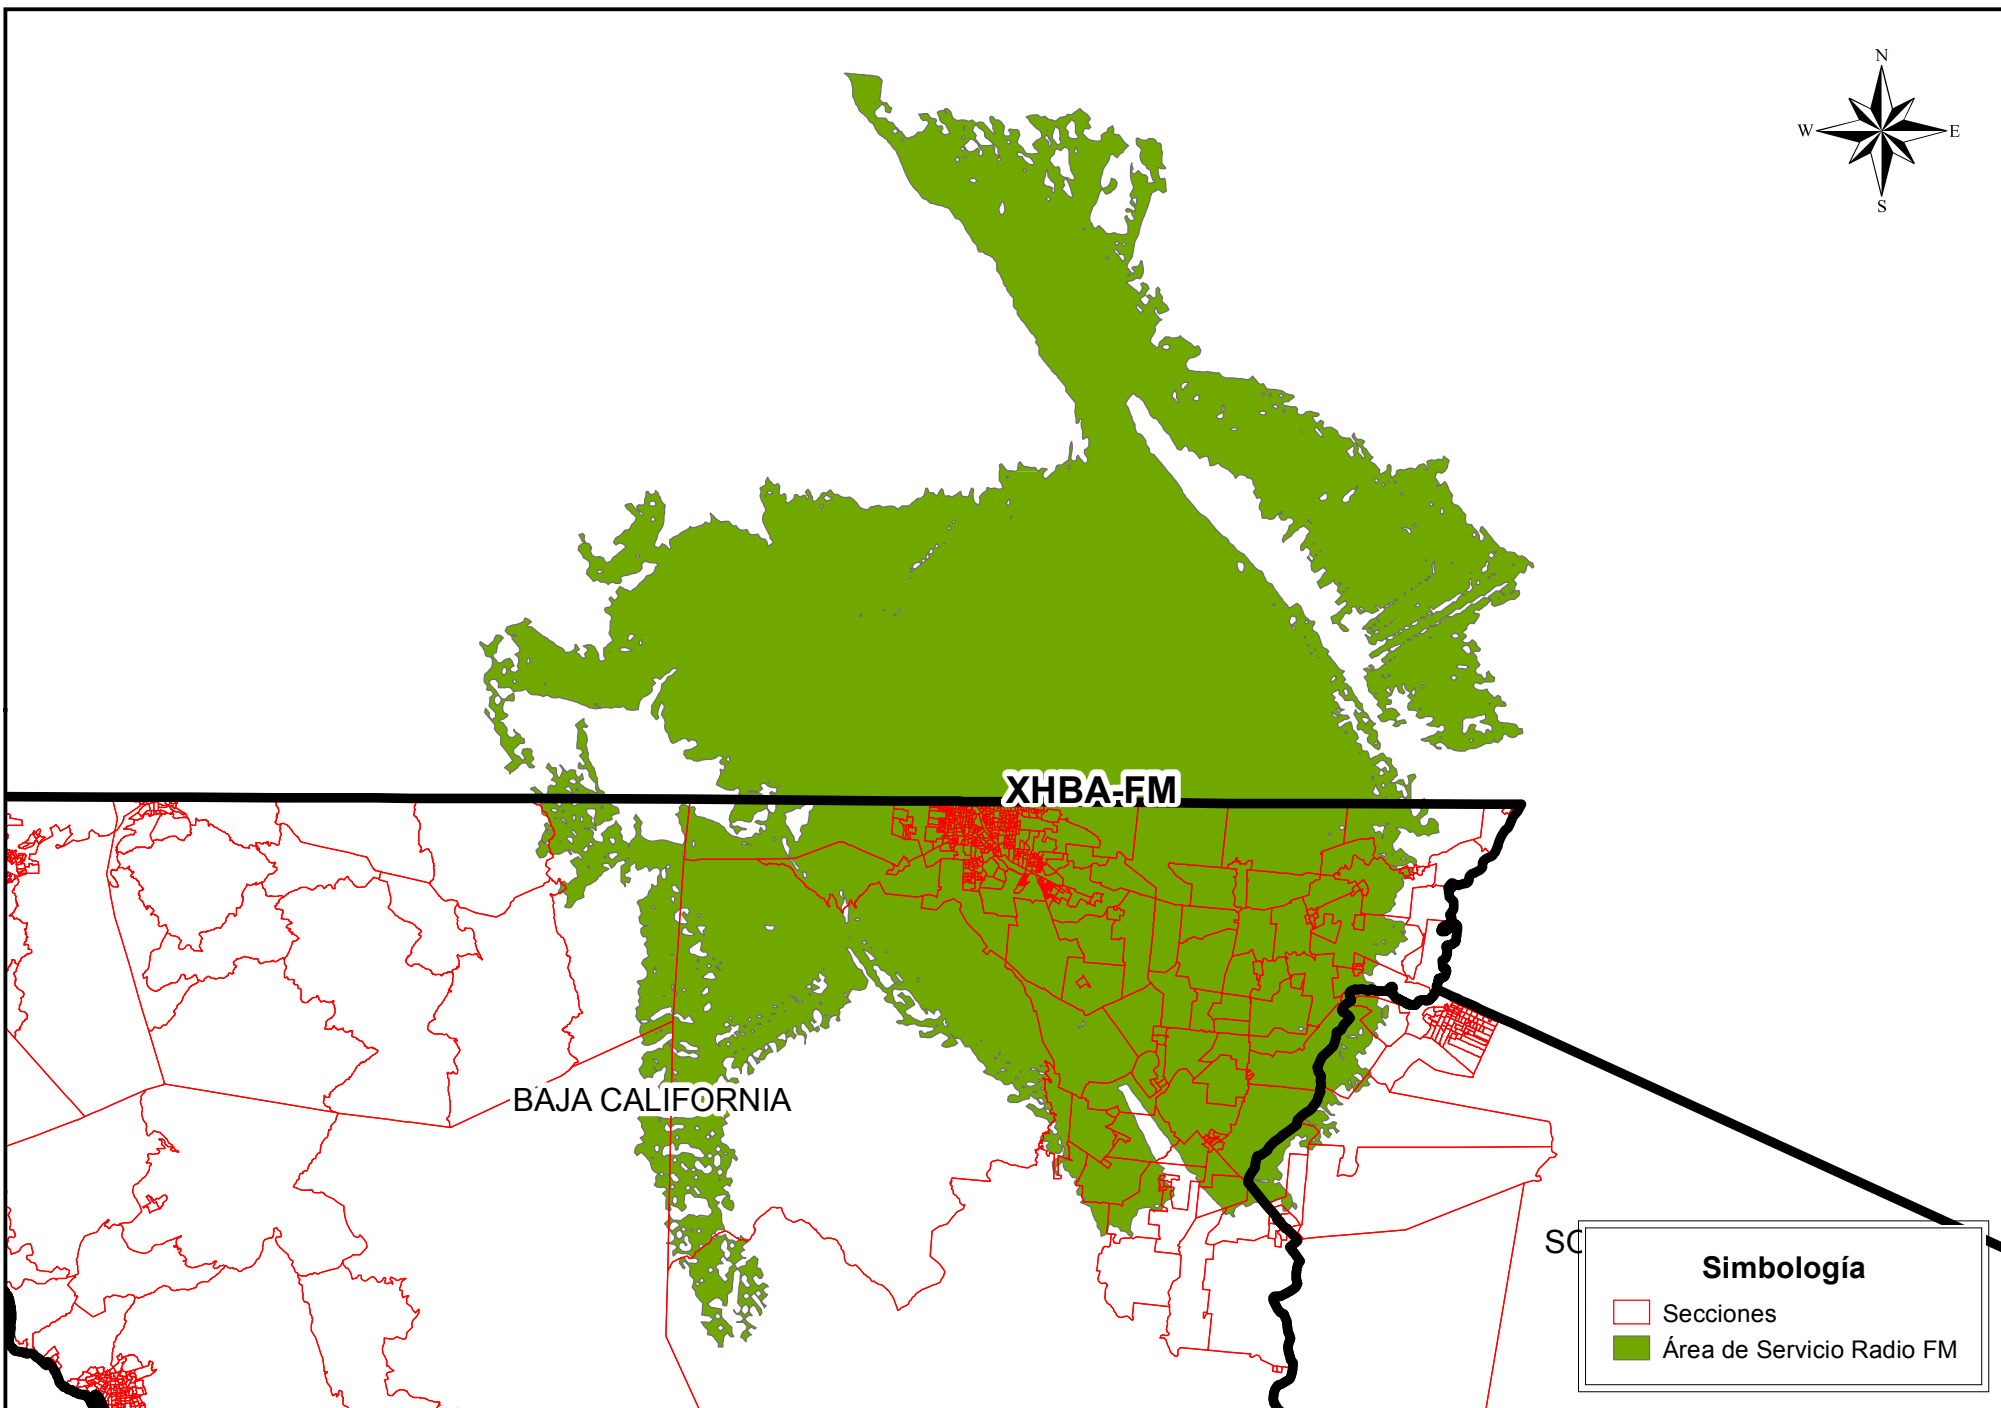 N
W E
S
XHBA-FM
BAJA CALIFORNIA
SO
Simbología
Secciones
Área de Servicio Radio FM